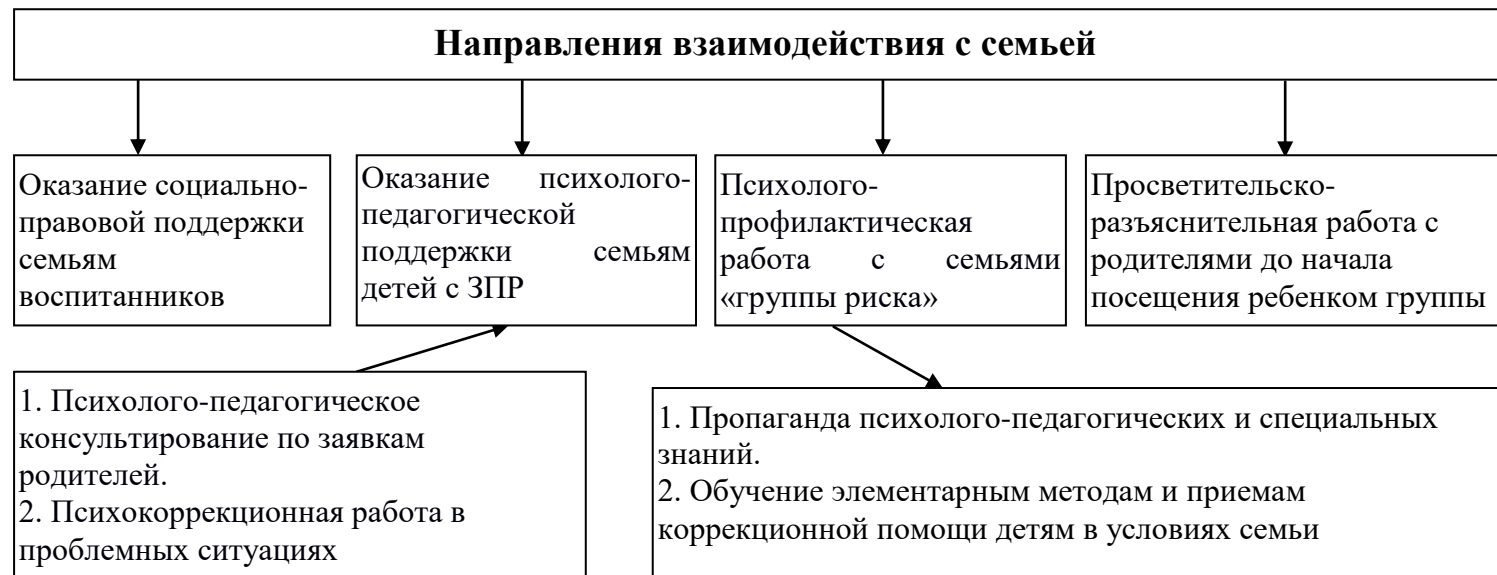 Направления взаимодействия с семьей
Оказание социально-
правовой поддержки
семьям
воспитанников
Оказание психолого-
педагогической
поддержки семьям
детей с ЗПР
Психолого-
профилактическая
работа с семьями
«группы риска»
Просветительско-
разъяснительная работа с
родителями до начала
посещения ребенком группы
1. Психолого-педагогическое
консультирование по заявкам
родителей.
2. Психокоррекционная работа в
проблемных ситуациях
1. Пропаганда психолого-педагогических и специальных
знаний.
2. Обучение элементарным методам и приемам
коррекционной помощи детям в условиях семьи